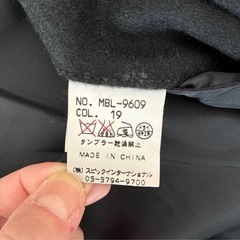 NO. MBL-9609
COL. 19
タンブラー乾燥禁止
MADE IN CHINA
(株)スピックインターナショナル
03-3794-9700